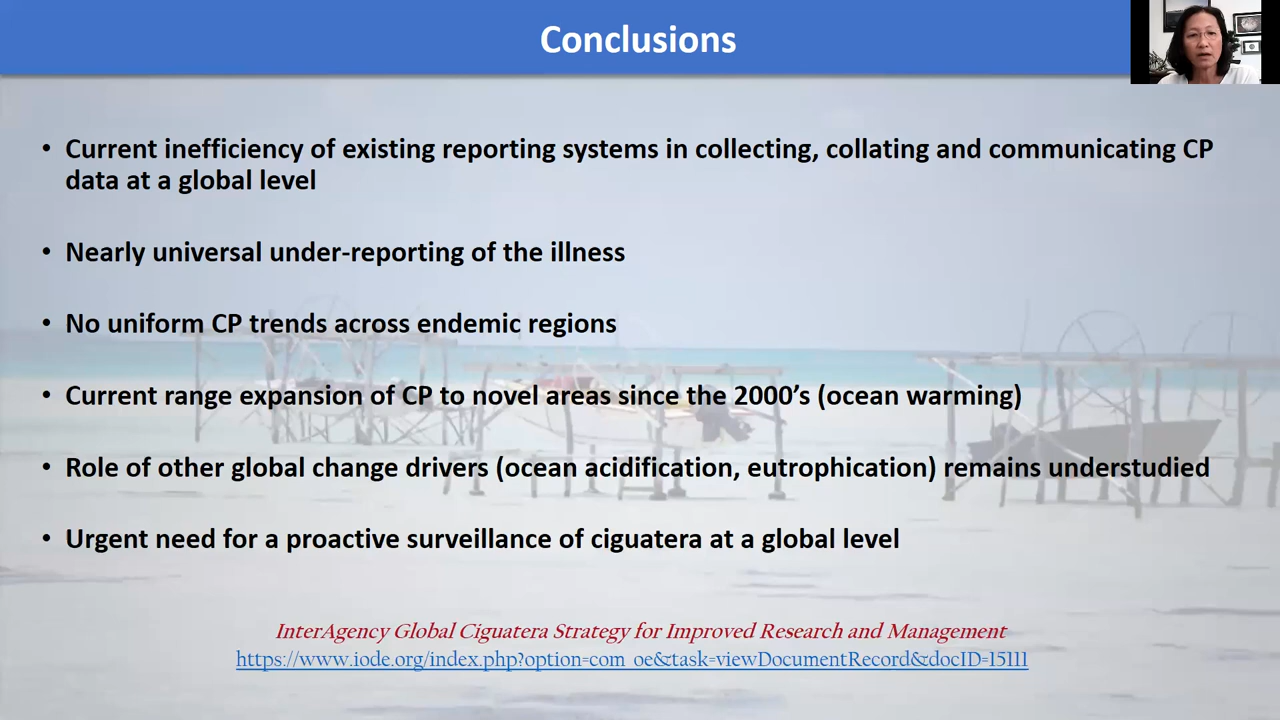 Conclusions
• Current inefficiency of existing reporting systems in collecting, collating and communicating CP
data at a global level
• Nearly universal under-reporting of the illness
• No uniform CP trends across endemic regions
• Current range expansion of CP to novel areas since the 2000’s (ocean warming)
• Role of other global change drivers (ocean acidification, eutrophication) remains understudied
• Urgent need for a proactive surveillance of ciguatera at a global level
InterAgency Global Ciguatera Strategy for Improved Research and Management
https://www.iode.org/index.php?option=com_oe&task=viewDocumentRecord&docID=15111